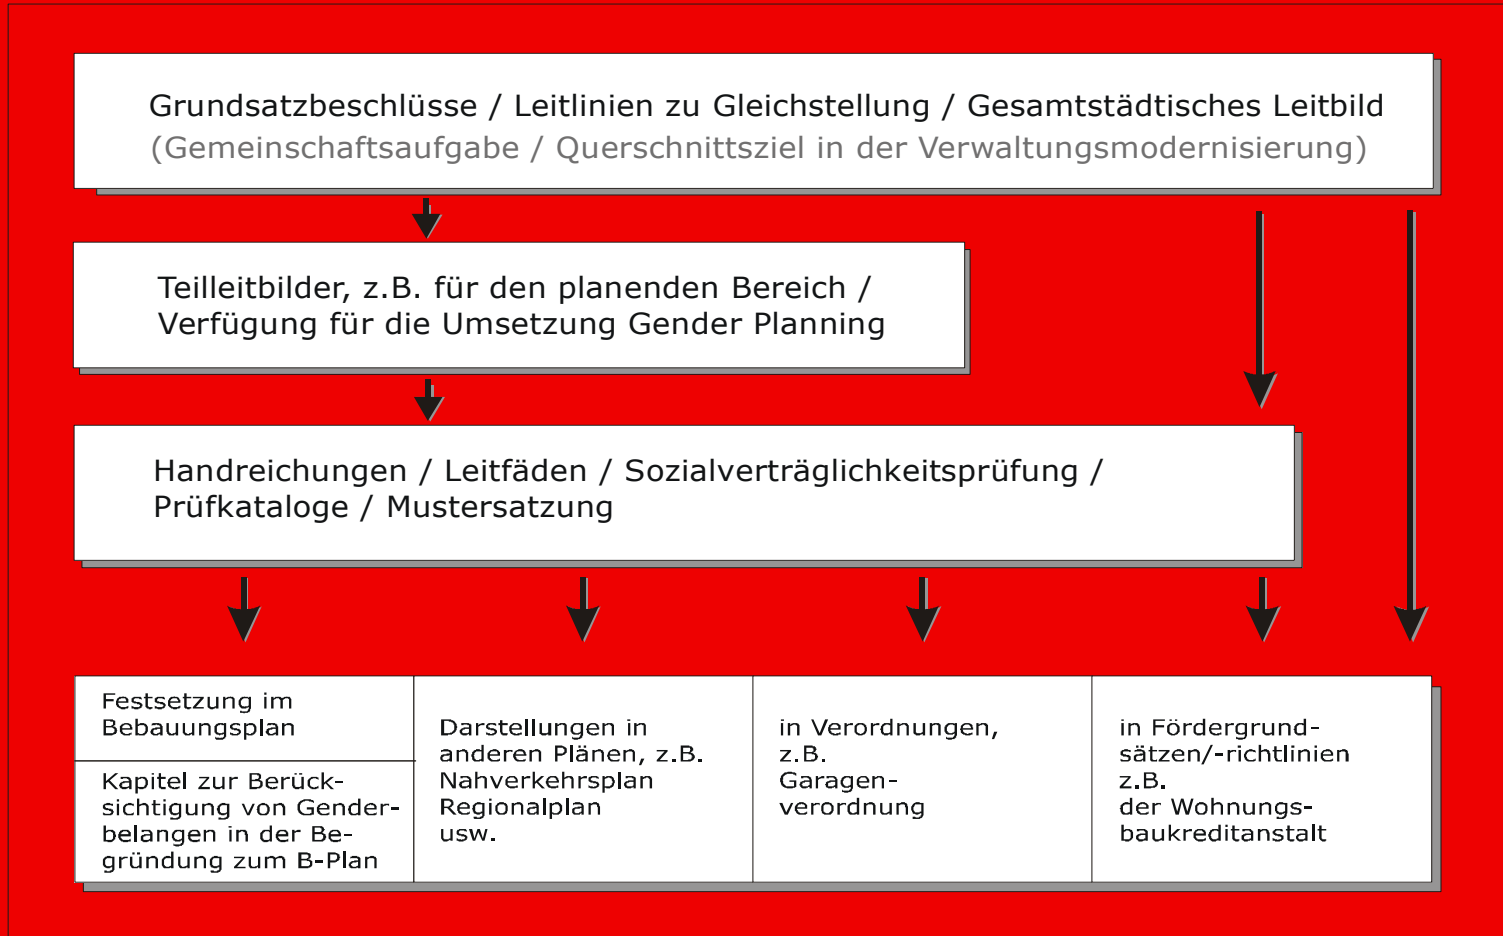 Grundsatzbeschlüsse / Leitlinien zu Gleichstellung / Gesamtstädtisches Leitbild
(Gemeinschaftsaufgabe / Querschnittsziel in der Verwaltungsmodernisierung)
Teilleitbilder, z.B. für den planenden Bereich /
Verfügung für die Umsetzung Gender Planning
Handreichungen / Leitfäden / Sozialverträglichkeitsprüfung /
Prüfkataloge / Mustersatzung
Festsetzung im
Bebauungsplan
Kapitel zur Berück-
sichtigung von Gender-
belangen in der Be-
gründung zum B-Plan
Darstellungen in
anderen Plänen, z.B.
Nahverkehrsplan
Regionalplan
usw.
in Verordnungen,
z.B.
Garagen-
verordnung
in Fördergrund-
sätzen/-richtlinien
z.B.
der Wohnungs-
baukreditanstalt